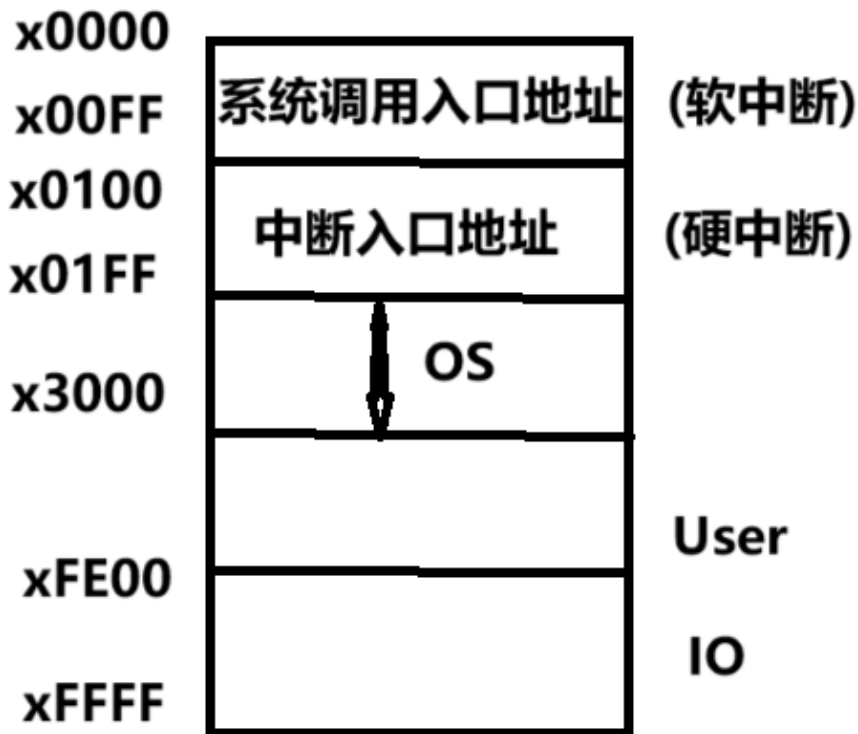 x0000
x00FF 系统调用入口地址 (软中断)
x0100
中断入口地址 (硬中断)
x01FF
OS
x3000
User
xFE00
IO
xFFFF